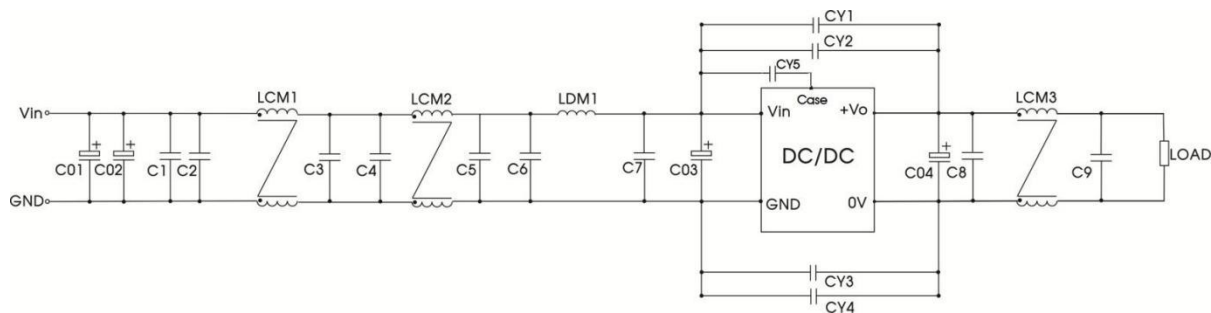 CY1
CY2
CY5
Vin
LCM1
LCM2
LDM1
Vin
Case
+Vo
LCM3
C01
+
C02
+
C1
C2
C3
C4
C5
C6
C7
C03
+
DC/DC
C04
+
C8
C9
LOAD
GND
GND
0V
CY3
CY4